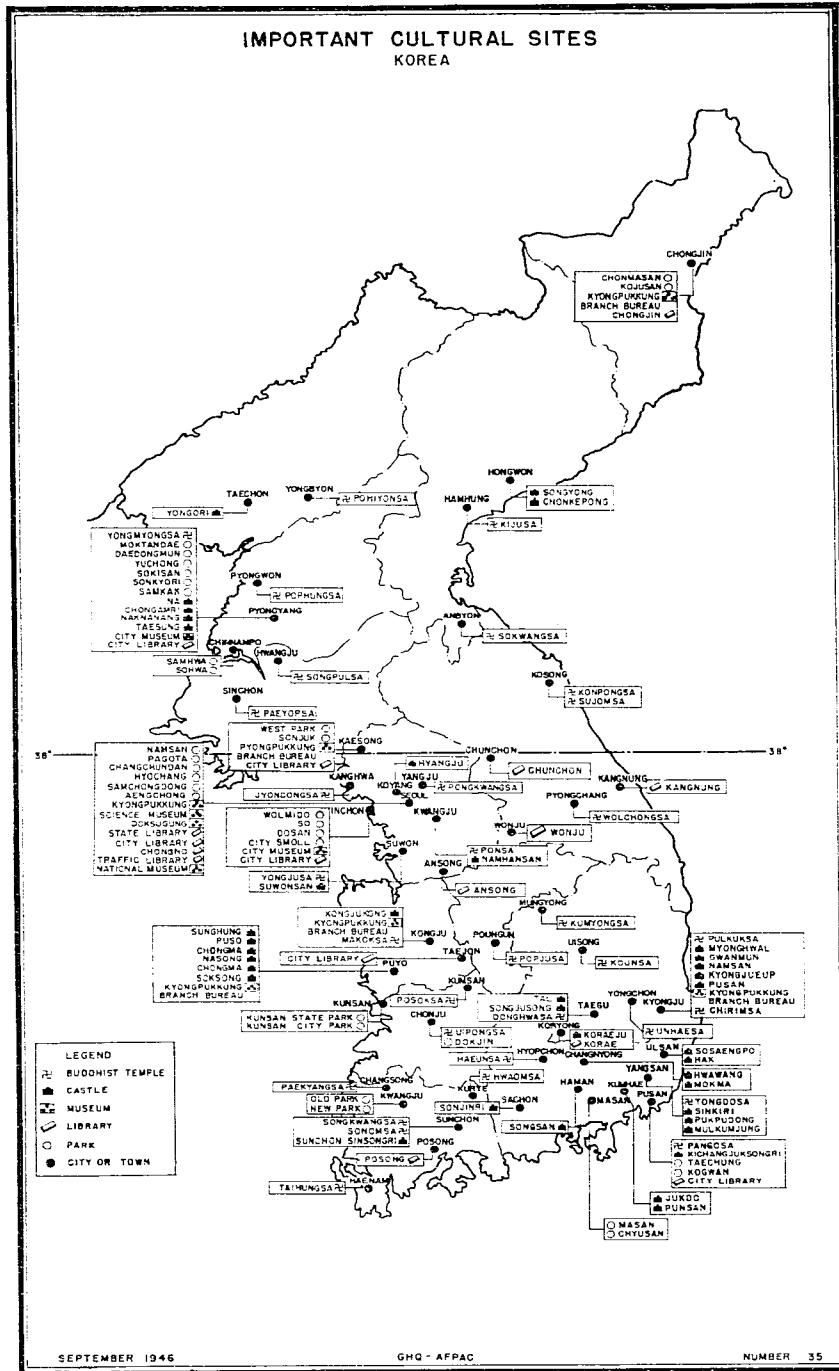 IMPORTANT CULTURAL SITES
KOREA
CHONGJIN
CHONMASAN
KOJUSAN
KYONGPUKKUNG
BRANCH BUREAU
CHONGJIN
HONGWON
SONGYONG
CHONKEPONG
HAMHUNG
KIJUSA
TAECHON
YONGORI
YONGBYON
POHIYONSA
YONGMYONGSA
MOKTANDAE
DAEDONGMUN
YUCHONG
SOKISAN
SONKYORI
SAMKAK
NA
CHONGAMRI
NAKNANANG
TAESUNG
CITY MUSEUM
CITY LIBRARY
PYONGWON
POPHUNGSA
PYONGYANG
ANBYON
SOKWANGSA
CHINNAMPO
SAMHWA
SOHWA
HWANGJU
SONGPULSA
SINCHON
PAEYOPSA
KOSONG
KONPONGSA
SUJOMSA
38°
38°
WEST PARK
SONJUK
PYONGPUKKUNG
BRANCH BUREAU
CITY LIBRARY
KAESONG
HYANGJU
CHUNCHON
CHUNCHON
NAMSAN
PAGOTA
CHANGCHUNDAN
HYOCHANG
SAMCHONGDONG
AENGCHONG
KYONGPUKKUNG
SCIENCE MUSEUM
DOKSUGUNG
STATE LIBRARY
CITY LIBRARY
CHONGNO
TRAFFIC LIBRARY
NATIONAL MUSEUM
KANGHWA
JYONDONGSA
KOYANG
YANGJU
PONGKWANGSA
SEOUL
KWANGJU
PONSA
NAMHANSAN
KANGNUNG
KANGNUNG
PYONGCHANG
WOLCHONGSA
WONJU
WONJU
INCHON
WOLMIDO
SO
DOSAN
CITY SMOLL
CITY MUSEUM
CITY LIBRARY
SUWON
YONGJUSA
SUWONSAN
ANSONG
ANSONG
MUNGYONG
KUMYONGSA
KONGJUKONG
KYONGPUKKUNG
BRANCH BUREAU
MAKOKSA
KONGJU
POUNGUN
POPJUSA
UISONG
KOJNSA
SUNGHUNG
PUSO
CHONGMA
NASONG
CHONGMA
SOKSONG
KYONGPUKKUNG
BRANCH BUREAU
CITY LIBRARY
TAEJON
PUYO
PULKUKSA
MYONGHWAL
GWANMUN
NAMSAN
KYONGJUEUP
PUSAN
KYONGPUKKUNG
BRANCH BUREAU
CHIRIMSA
KUNSAN
POSOKSA
KUNSAN
KUNSAN STATE PARK
KUNSAN CITY PARK
TAL
SONGJUSONG
DONGHWASA
TAEGU
YONGCHON
UNHAESA
KYONGJU
CHONJU
UIPONGSA
DOKJIN
KORYONG
KORAEJU
KORAE
HAEUNSA
HYOPCHON
CHANGNYONG
HWAWANG
MOKMA
ULSAN
SOSAENGPO
HAK
PAEKYANGSA
CHANGSONG
KURYE
HWAOMSA
OLD PARK
NEW PARK
KWANGJU
SONJINRI
SACHON
HAMAN
SONGSAN
MASAN
KUMHAE
YANGSAN
PUSAN
TONGDOSA
SINKIRI
PUKPUDONG
MULKUMJUNG
SONGKWANGSA
SONOMSA
SUNCHON SINSONGRI
SUNCHON
POSONG
POSONG
TAIHUNGSA
HAENAM
PANGOSA
KICHANGJUKSONGRI
TAECHUNG
KOGWAN
CITY LIBRARY
JUKDO
PUNSAN
MASAN
CHYUSAN
LEGEND
BUDDHIST TEMPLE
CASTLE
MUSEUM
LIBRARY
PARK
CITY OR TOWN
SEPTEMBER 1946
GHQ - AFPAC
NUMBER 35